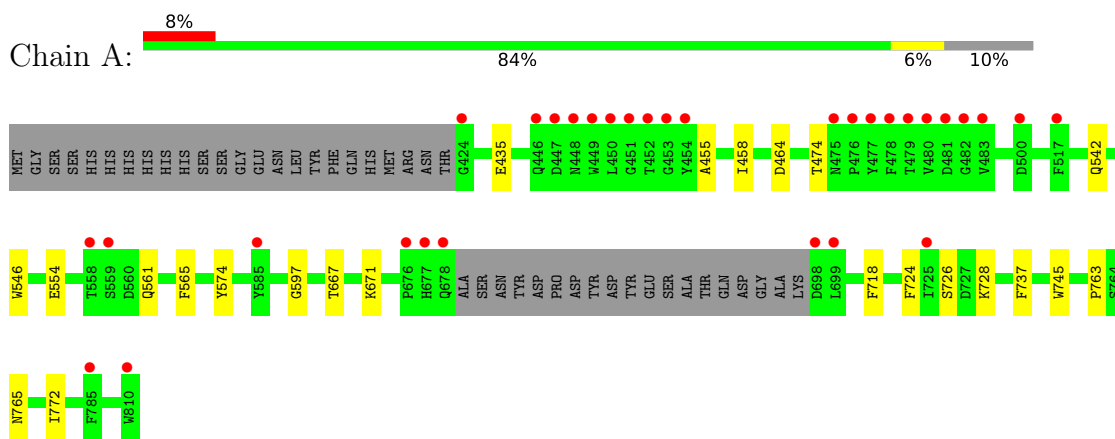 8%
Chain A:
84%
6%
10%
MET GLY SER SER HIS HIS HIS HIS HIS HIS SER SER GLY GLU ASN LEU TYR PHE GLN HIS MET ARG ASN THR G424 E435 Q446 D447 N448 W449 L450 G451 T452 G453 Y454 A455 I458 D464 T474 N475 P476 Y477 F478 T479 V480 D481 G482 V483 D500 F517 Q542
W546 E554 T558 S559 D560 Q561 F565 Y574 Y585 G597 T667 K671 P676 H677 Q678 ALA SER ASN TYR ASP PRO ASP TYR ASP TYR GLU SER ALA THR GLN ASP GLY ALA LYS D698 L699 F718 F724 I725 S726 D727 K728 F737 W745 P763 S764
N765 I772 F785 W810